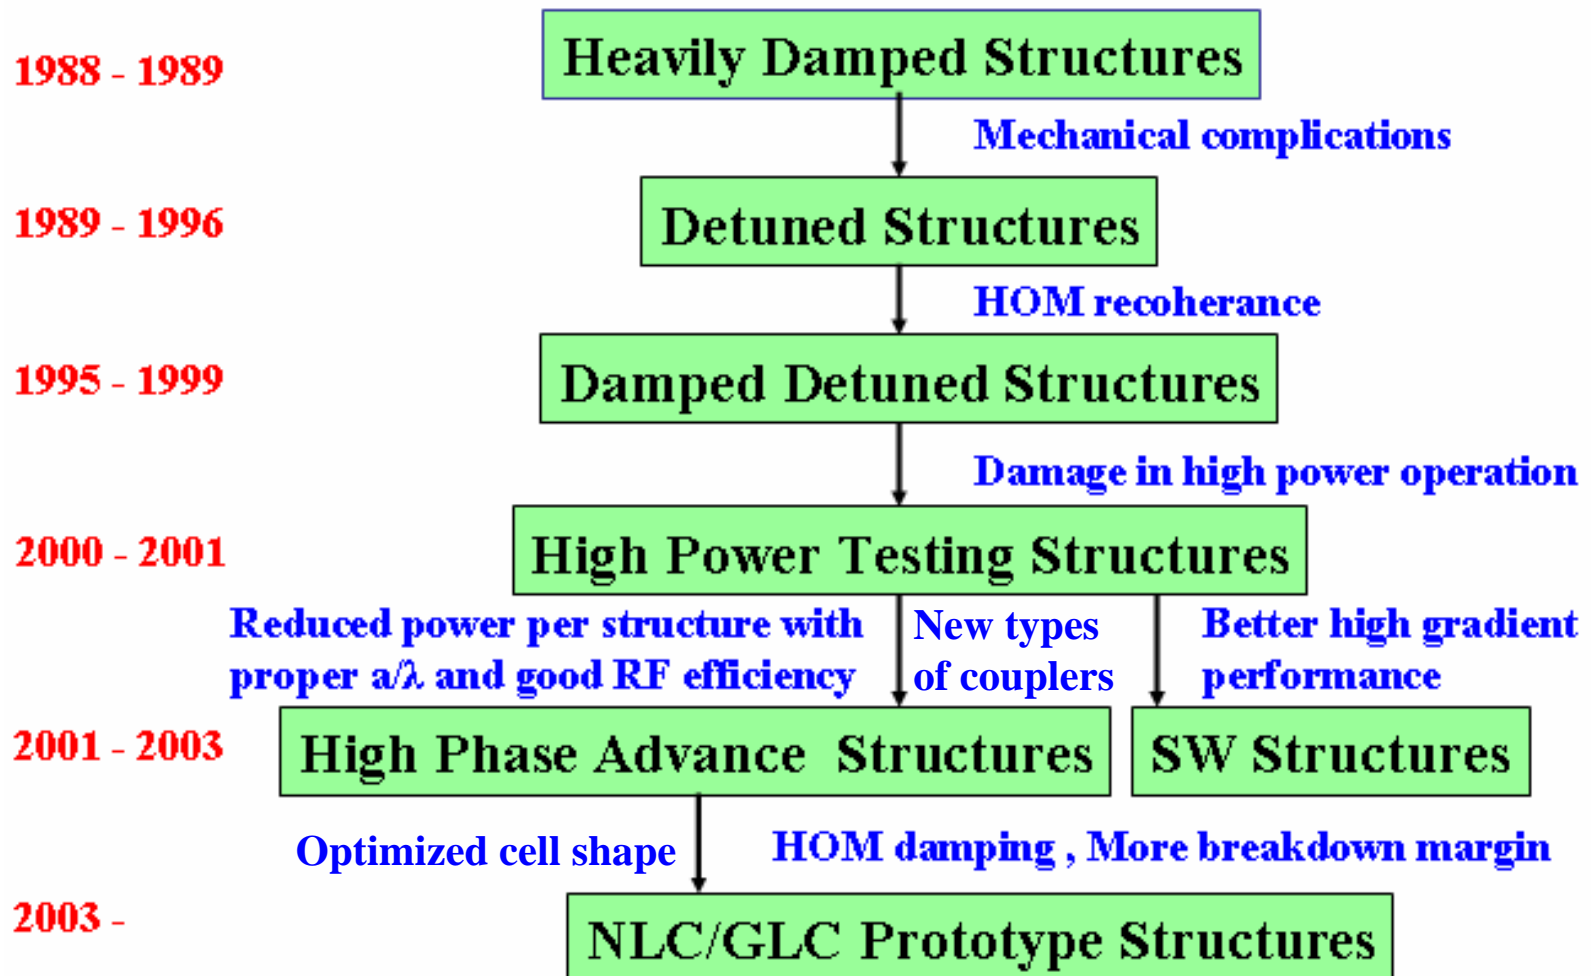 1988 - 1989
Heavily Damped Structures
Mechanical complications
1989 - 1996
Detuned Structures
HOM recoherance
1995 - 1999
Damped Detuned Structures
Damage in high power operation
2000 - 2001
High Power Testing Structures
Reduced power per structure with
proper a/λ and good RF efficiency
New types
of couplers
Better high gradient
performance
2001 - 2003
High Phase Advance Structures
SW Structures
Optimized cell shape
HOM damping , More breakdown margin
2003 -
NLC/GLC Prototype Structures